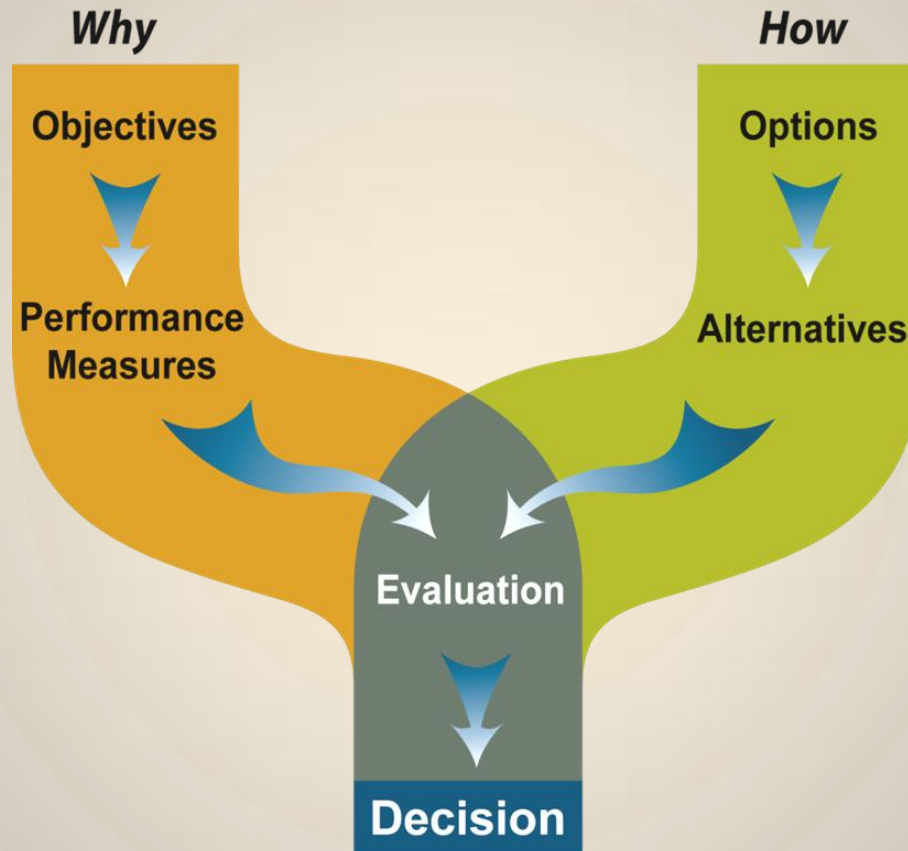 Why
How
Objectives
Options
Performance
Measures
Alternatives
Evaluation
Decision